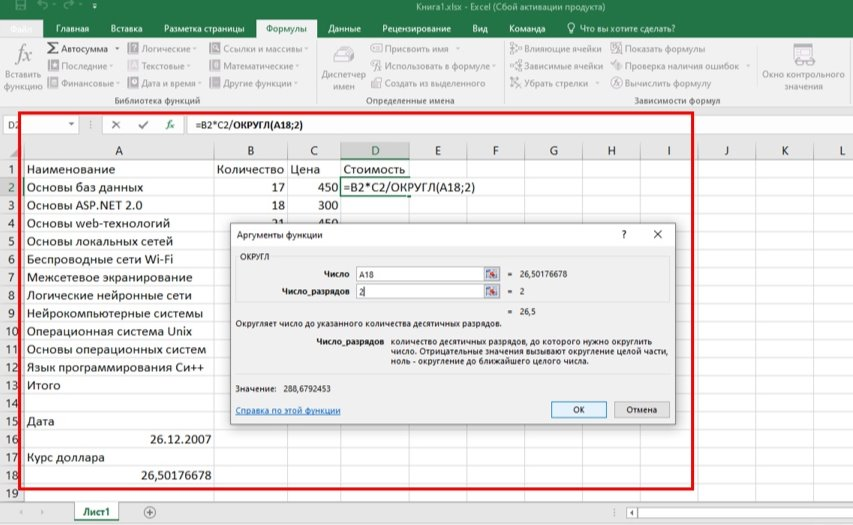 Книга1.xlsx - Excel (Сбой активации продукта)
Файл Главная Вставка Разметка страницы Формулы Данные Рецензирование Вид Команда Что вы хотите сделать?
fx Σ Автосумма Логические Ссылки и массивы Присвоить имя Влияющие ячейки Показать формулы
Вставить функцию Последние Текстовые Математические Диспетчер имен Использовать в формуле Зависимые ячейки Проверка наличия ошибок Окно контрольного значения
Финансовые Дата и время Другие функции Создать из выделенного Убрать стрелки Вычислить формулу
Библиотека функций Определенные имена Зависимости формул
D2 fx =B2*C2/ОКРУГЛ(A18;2)
A B C D E F G H I J K L
1 Наименование Количество Цена Стоимость
2 Основы баз данных 17 450 =B2*C2/ОКРУГЛ(A18;2)
3 Основы ASP.NET 2.0 18 300
4 Основы web-технологий 21 450
5 Основы локальных сетей
6 Беспроводные сети Wi-Fi
7 Межсетевое экранирование
8 Логические нейронные сети
9 Нейрокомпьютерные системы
10 Операционная система Unix
11 Основы операционных систем
12 Язык программирования Си++
13 Итого
14
15 Дата
16 26.12.2007
17 Курс доллара
18 26,50176678
19
Аргументы функции ?
ОКРУГЛ
Число A18 = 26,50176678
Число_разрядов 2 = 2
= 26,5
Округляет число до указанного количества десятичных разрядов.
Число_разрядов количество десятичных разрядов, до которого нужно округлить
число. Отрицательные значения вызывают округление целой части,
ноль - округление до ближайшего целого числа.
Значение: 288,6792453
Справка по этой функции ОК Отмена
Лист1